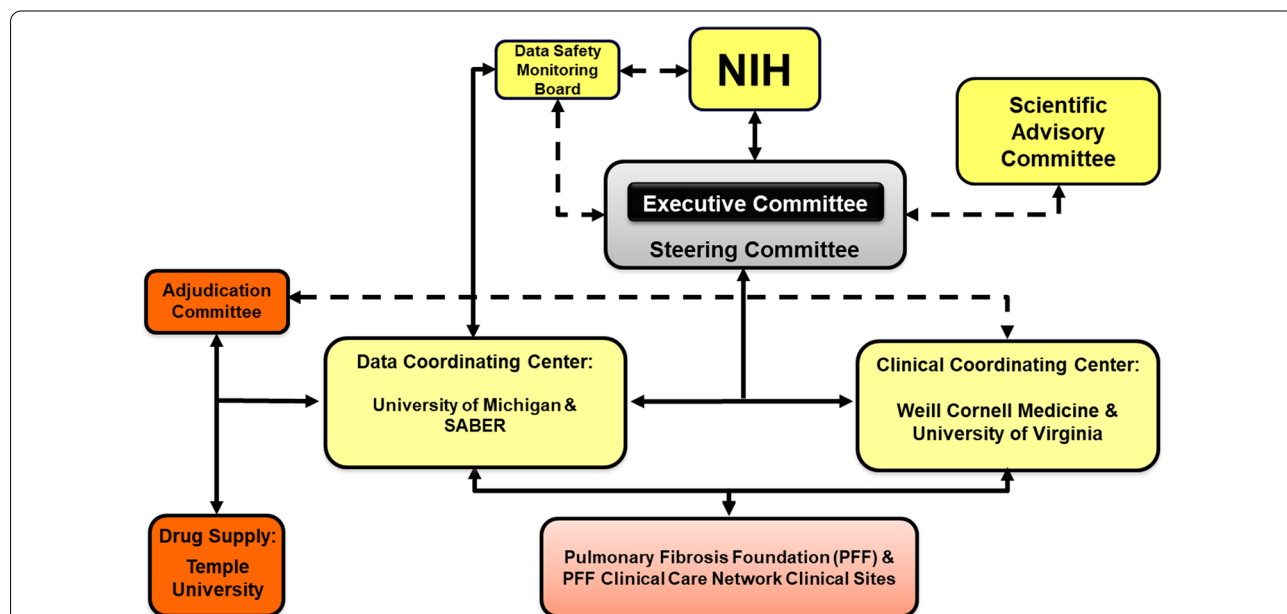 Data Safety
Monitoring
Board
NIH
Scientific
Advisory
Committee
Executive Committee
Steering Committee
Adjudication
Committee
Data Coordinating Center:
University of Michigan &
SABER
Clinical Coordinating Center:
Weill Cornell Medicine &
University of Virginia
Drug Supply:
Temple
University
Pulmonary Fibrosis Foundation (PFF) &
PFF Clinical Care Network Clinical Sites